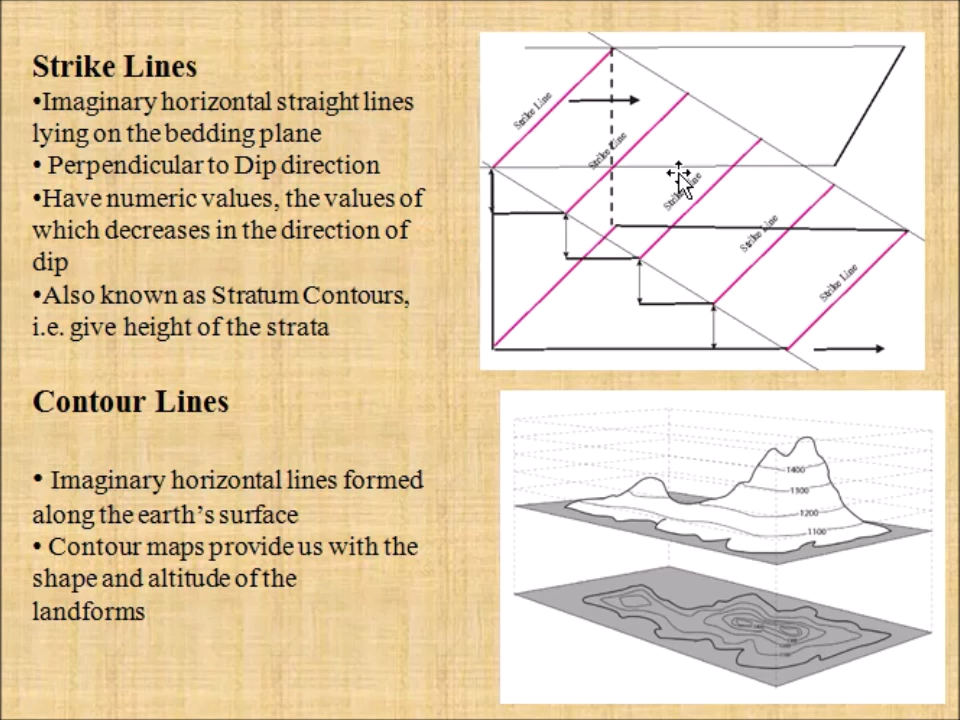 Strike Lines
•Imaginary horizontal straight lines
lying on the bedding plane
• Perpendicular to Dip direction
•Have numeric values, the values of
which decreases in the direction of
dip
•Also known as Stratum Contours,
i.e. give height of the strata
Contour Lines
• Imaginary horizontal lines formed
along the earth's surface
• Contour maps provide us with the
shape and altitude of the
landforms
Strike Line
Strike Line
Strike Line
Strike Line
Strike Line
1400
1300
1200
1100